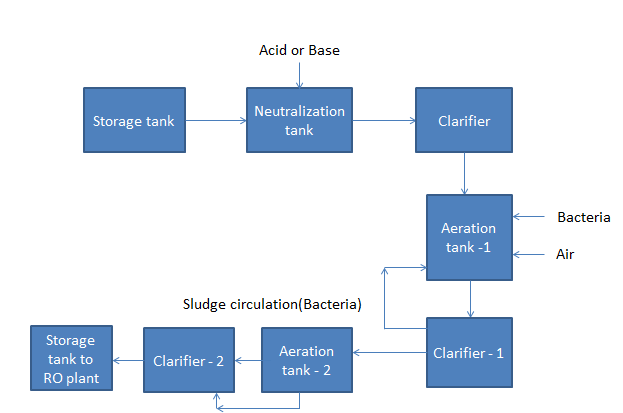 Acid or Base
Storage tank
Neutralization
tank
Clarifier
Aeration
tank -1
Bacteria
Air
Sludge circulation(Bacteria)
Storage
tank to
RO plant
Clarifier - 2
Aeration
tank - 2
Clarifier - 1